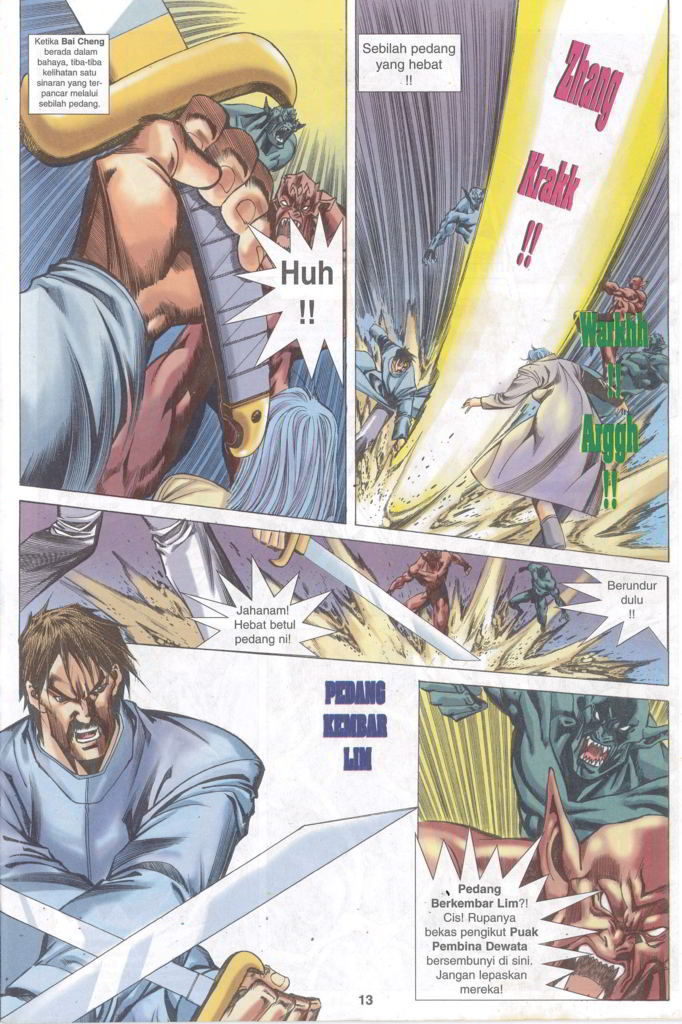 Ketika Bai Cheng
berada dalam
bahaya, tiba-tiba
kelihatan satu
sinaran yang ter-
pancar melalui
sebilah pedang.
Huh
!!
Sebilah pedang
yang hebat
!!
Zhang
Krakk
!!
Warkhh
!!
Arggh
!!
Jahanam!
Hebat betul
pedang ni!
Berundur
dulu
!!
PEDANG
KEMBAR
LIM
Pedang
Berkembar Lim?!
Cis! Rupanya
bekas pengikut Puak
Pembina Dewata
bersembunyi di sini.
Jangan lepaskan
mereka!
13